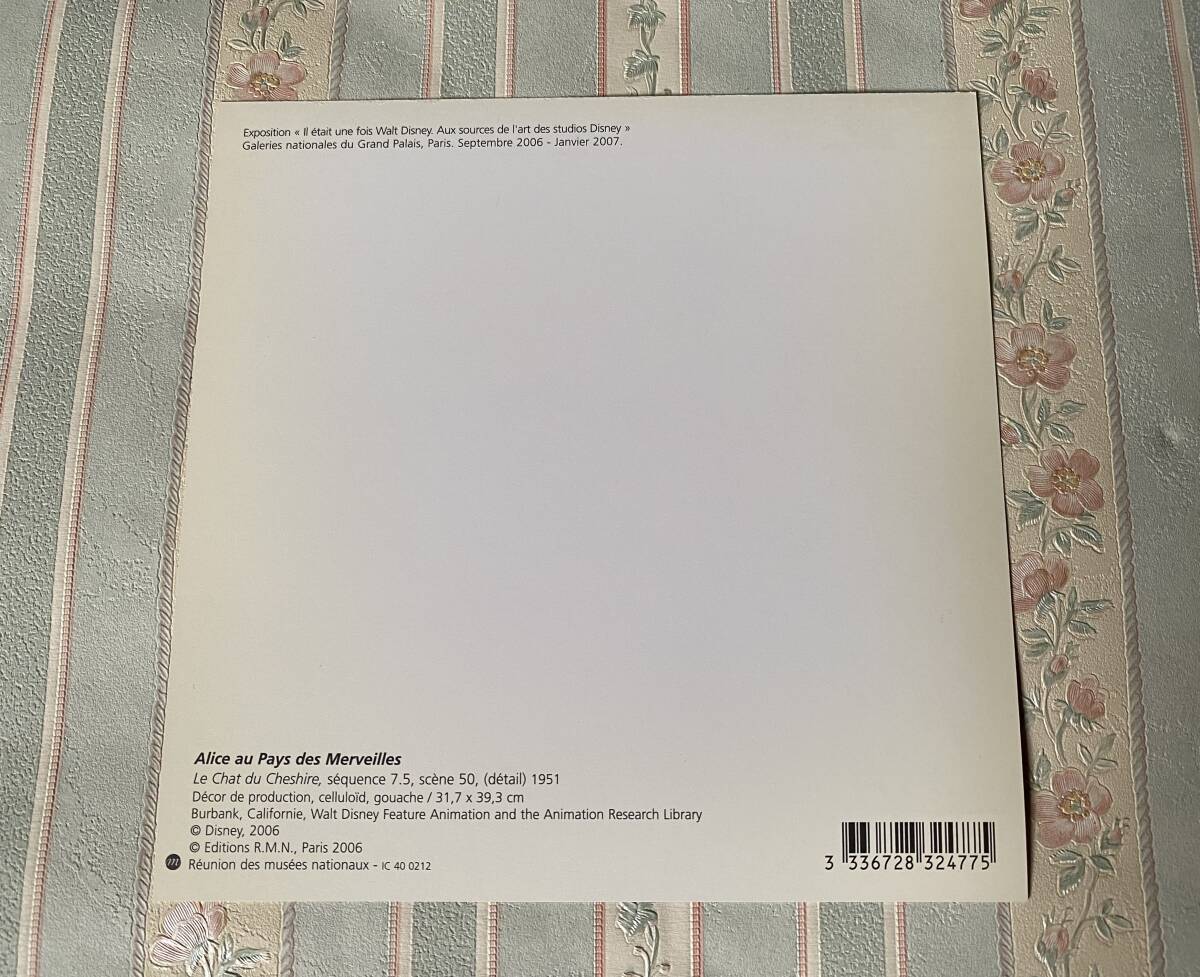 Exposition « Il était une fois Walt Disney. Aux sources de l'art des studios Disney »
Galeries nationales du Grand Palais, Paris. Septembre 2006 - Janvier 2007.
Alice au Pays des Merveilles
Le Chat du Cheshire, séquence 7.5, scène 50, (détail) 1951
Décor de production, celluloïd, gouache / 31,7 x 39,3 cm
Burbank, Californie, Walt Disney Feature Animation and the Animation Research Library
© Disney, 2006
© Editions R.M.N., Paris 2006
m Réunion des musées nationaux - IC 40 0212
3 336728 324775